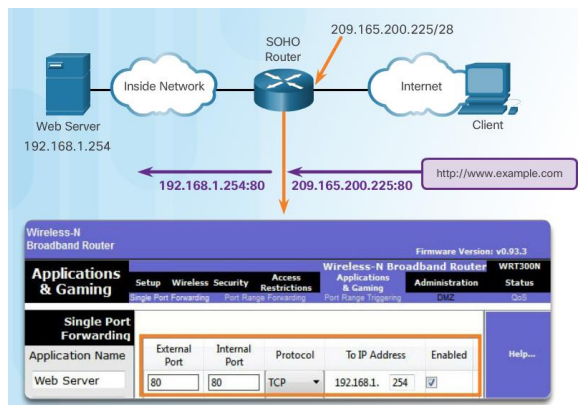 209.165.200.225/28
SOHO
Router
Inside Network
Internet
Web Server
192.168.1.254
Client
http://www.example.com
192.168.1.254:80
209.165.200.225:80
Wireless-N
Broadband Router
Firmware Version: v0.93.3
Applications
& Gaming
Wireless-N Broadband Router
WRT300N
Setup
Wireless
Security
Access
Restrictions
Applications
& Gaming
Administration
Status
Single Port Forwarding
Port Range Forwarding
Port Range Triggering
DMZ
QoS
Single Port
Forwarding
Application Name
External
Port
Internal
Port
Protocol
To IP Address
Enabled
Help...
Web Server
80
80
TCP
192.168.1. 254